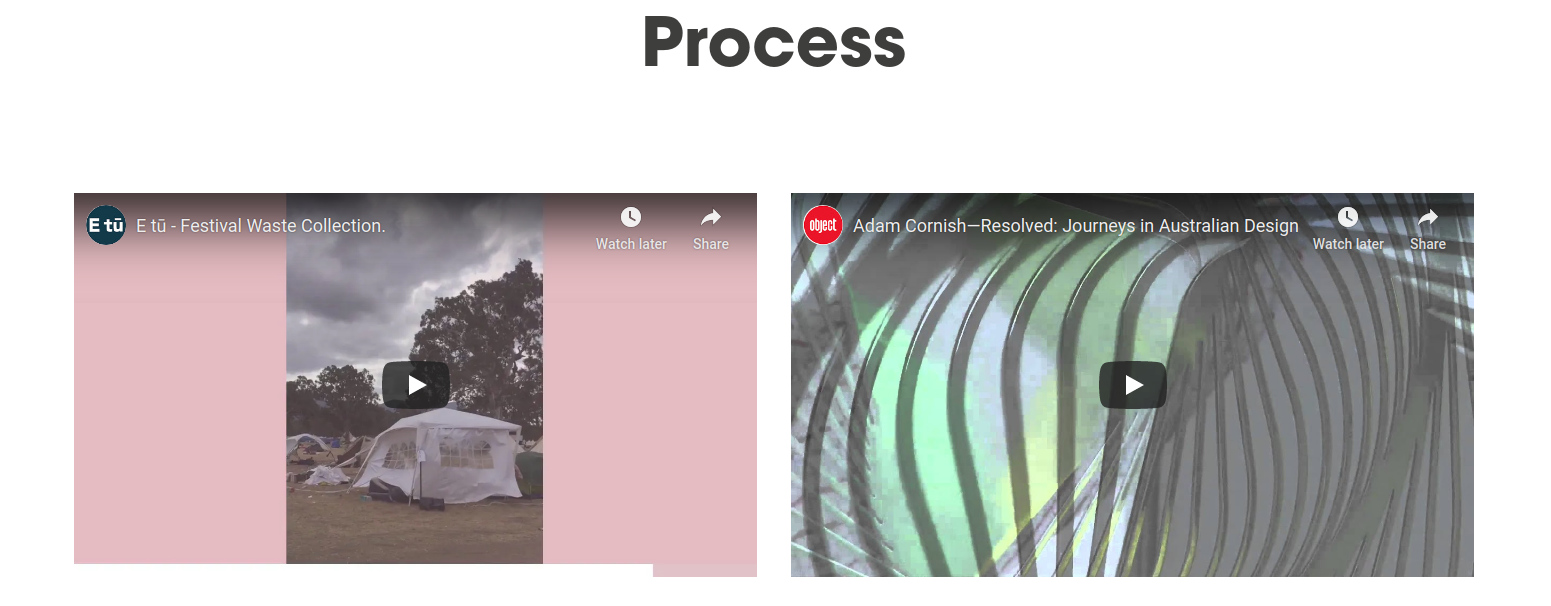 Process
E tū
E tū - Festival Waste Collection.
Watch later
Share
object
Adam Cornish—Resolved: Journeys in Australian Design
Watch later
Share